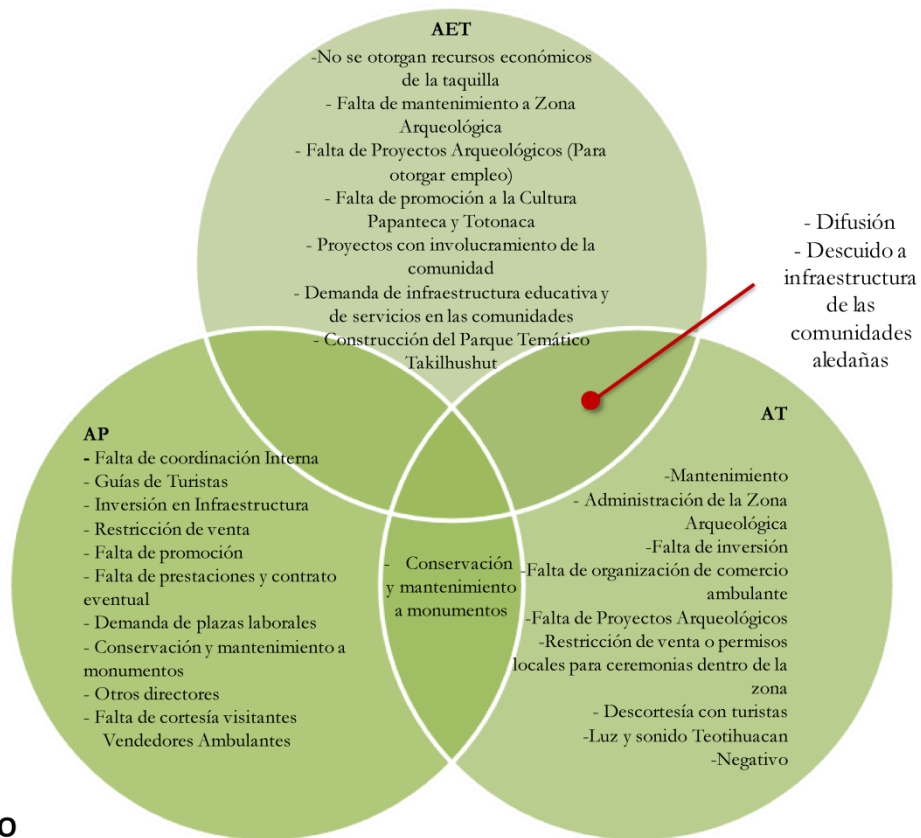 AET
-No se otorgan recursos económicos
de la taquilla
- Falta de mantenimiento a Zona
Arqueológica
- Falta de Proyectos Arqueológicos (Para
otorgar empleo)
- Falta de promoción a la Cultura
Papanteca y Totonaca
- Proyectos con involucramiento de la
comunidad
- Demanda de infraestructura educativa y
de servicios en las comunidades
- Construcción del Parque Temático
Takilhushut
- Difusión
- Descuido a
infraestructura
de las
comunidades
aledañas
AP
- Falta de coordinación Interna
- Guías de Turistas
- Inversión en Infraestructura
- Restricción de venta
- Falta de promoción
- Falta de prestaciones y contrato
eventual
- Demanda de plazas laborales
- Conservación y mantenimiento a
monumentos
- Otros directores
- Falta de cortesía visitantes
Vendedores Ambulantes
- Conservación
y mantenimiento
a monumentos
AT
-Mantenimiento
- Administración de la Zona
Arqueológica
-Falta de inversión
-Falta de organización de comercio
ambulante
-Falta de Proyectos Arqueológicos
-Restricción de venta o permisos
locales para ceremonias dentro de la
zona
- Descortesía con turistas
-Luz y sonido Teotihuacan
-Negativo
o